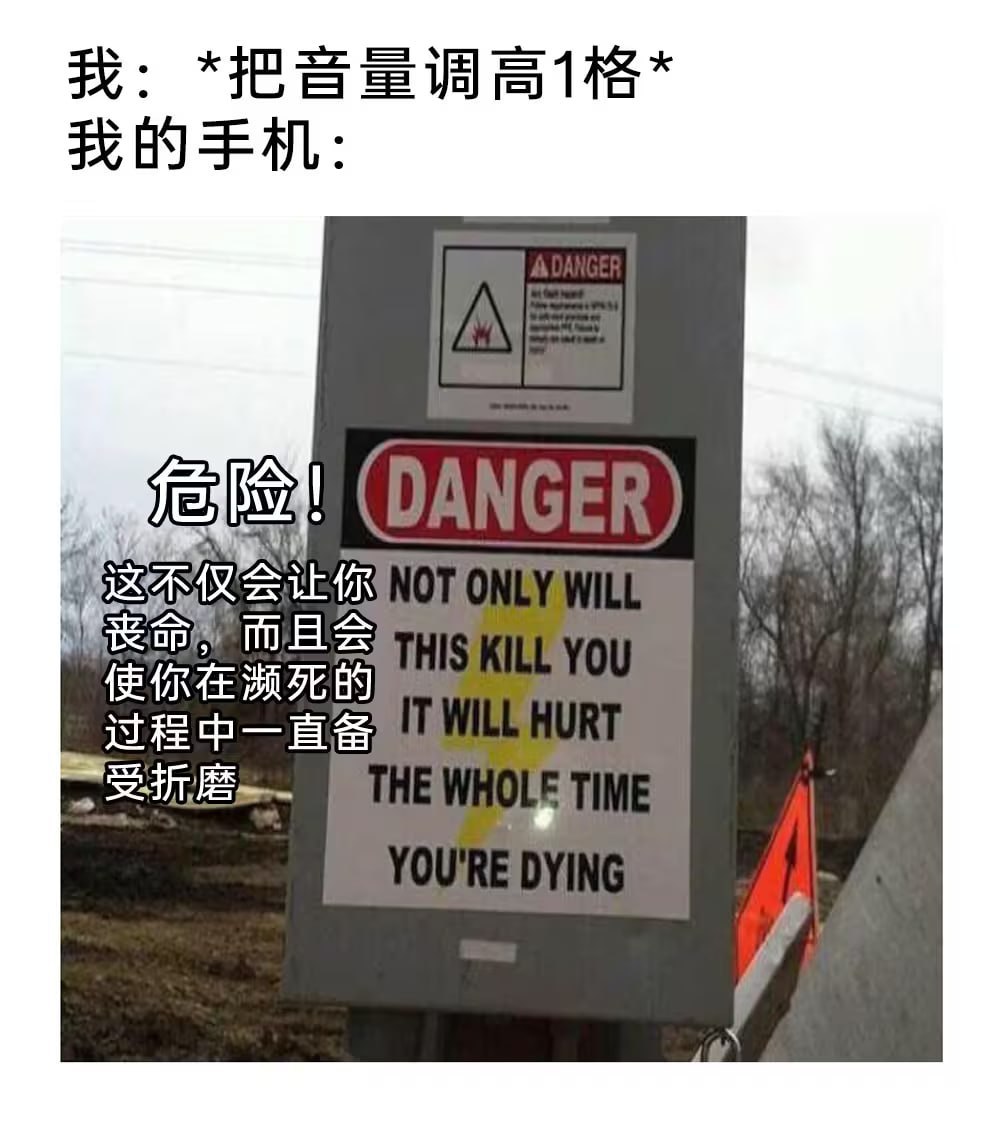 我：*把音量调高1格*
我的手机：
DANGER
危险！
DANGER
这不仅会让你
丧命，而且会
使你在濒死的
过程中一直备
受折磨
NOT ONLY WILL
THIS KILL YOU
IT WILL HURT
THE WHOLE TIME
YOU'RE DYING